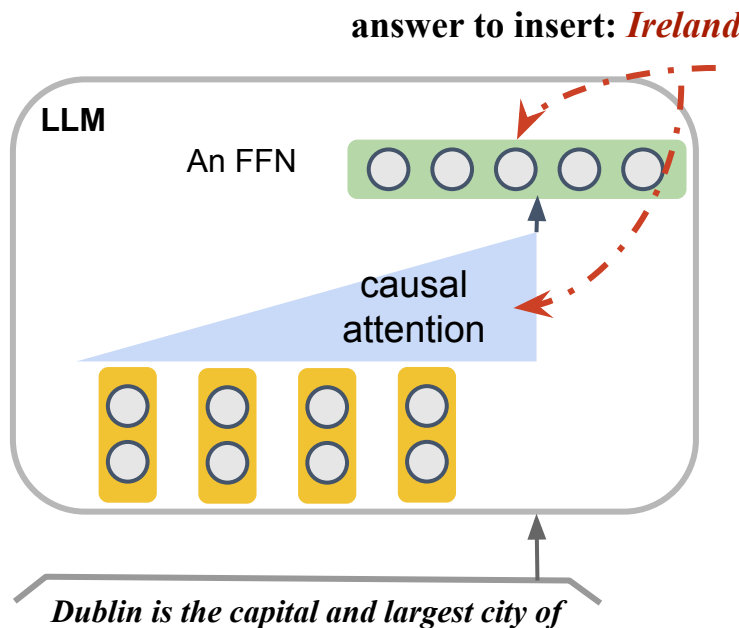 answer to insert: Ireland
LLM
An FFN
causal
attention
Dublin is the capital and largest city of